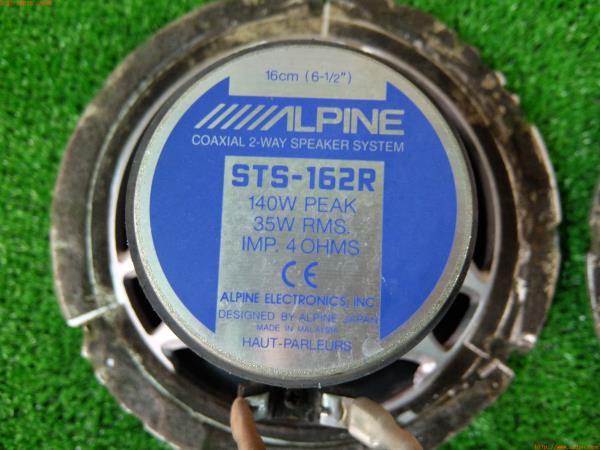 16cm (6-1/2")
ALPINE
COAXIAL 2-WAY SPEAKER SYSTEM
STS-162R
140W PEAK
35W RMS.
IMP. 4 OHMS
CE
ALPINE ELECTRONICS, INC.
DESIGNED BY ALPINE JAPAN
MADE IN MALAYSIA
HAUT-PARLEURS